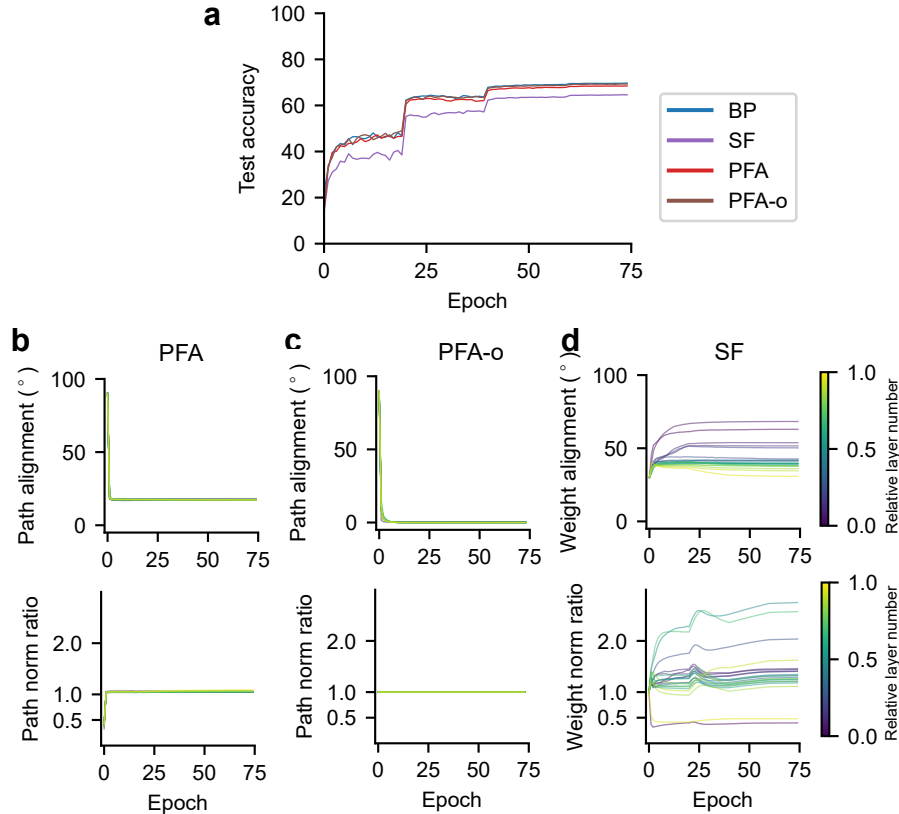 a
100
80
60
40
20
0
Test accuracy
0 25 50 75
Epoch
BP
SF
PFA
PFA-o
b
PFA
Path alignment (°)
100
50
0
0 25 50 75
c
PFA-o
Path alignment (°)
100
50
0
0 25 50 75
d
SF
Weight alignment (°)
100
50
0
0 25 50 75
1.0
0.5
0.0
Relative layer number
Path norm ratio
2.0
1.0
0.5
0 25 50 75
Epoch
Path norm ratio
2.0
1.0
0.5
0 25 50 75
Epoch
Weight norm ratio
2.0
1.0
0.5
0 25 50 75
Epoch
1.0
0.5
0.0
Relative layer number